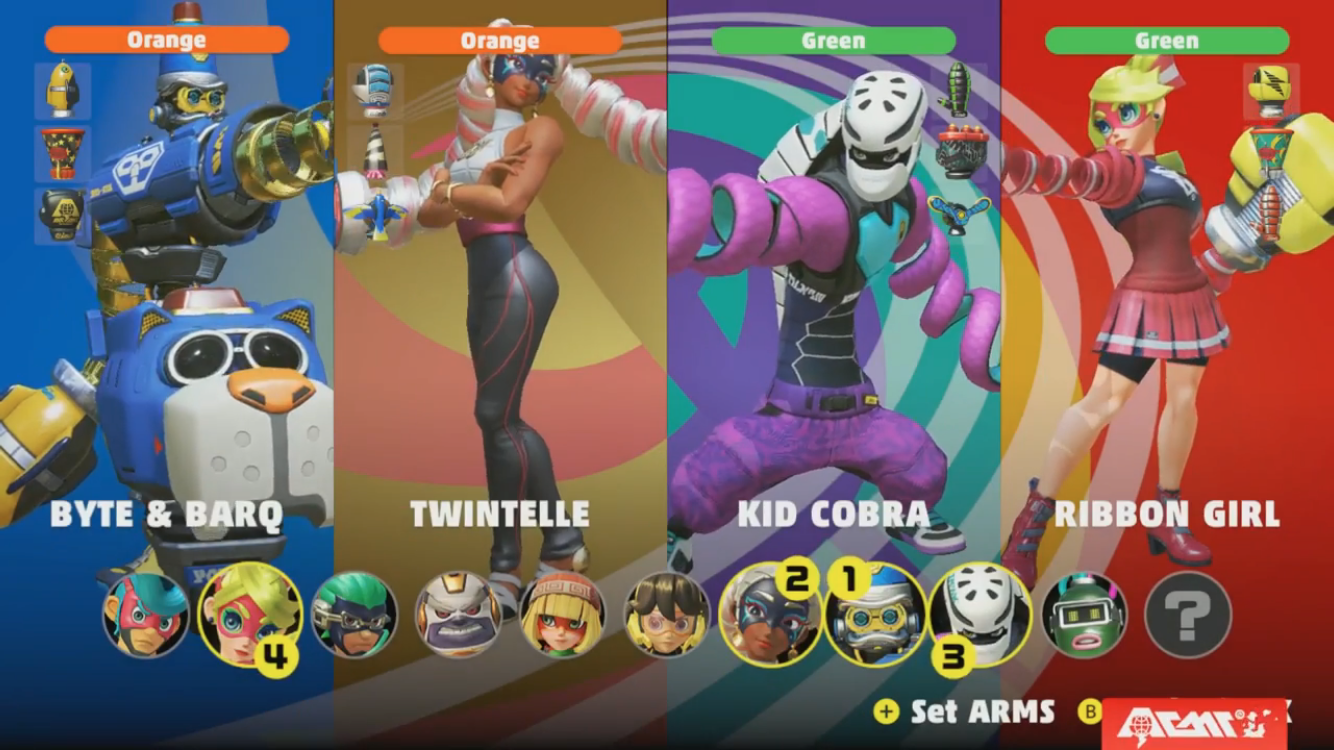 Orange
Orange
Green
Green
BYTE & BARQ
TWINTELLE
KID COBRA
RIBBON GIRL
2
1
?
4
3
+ Set ARMS
B